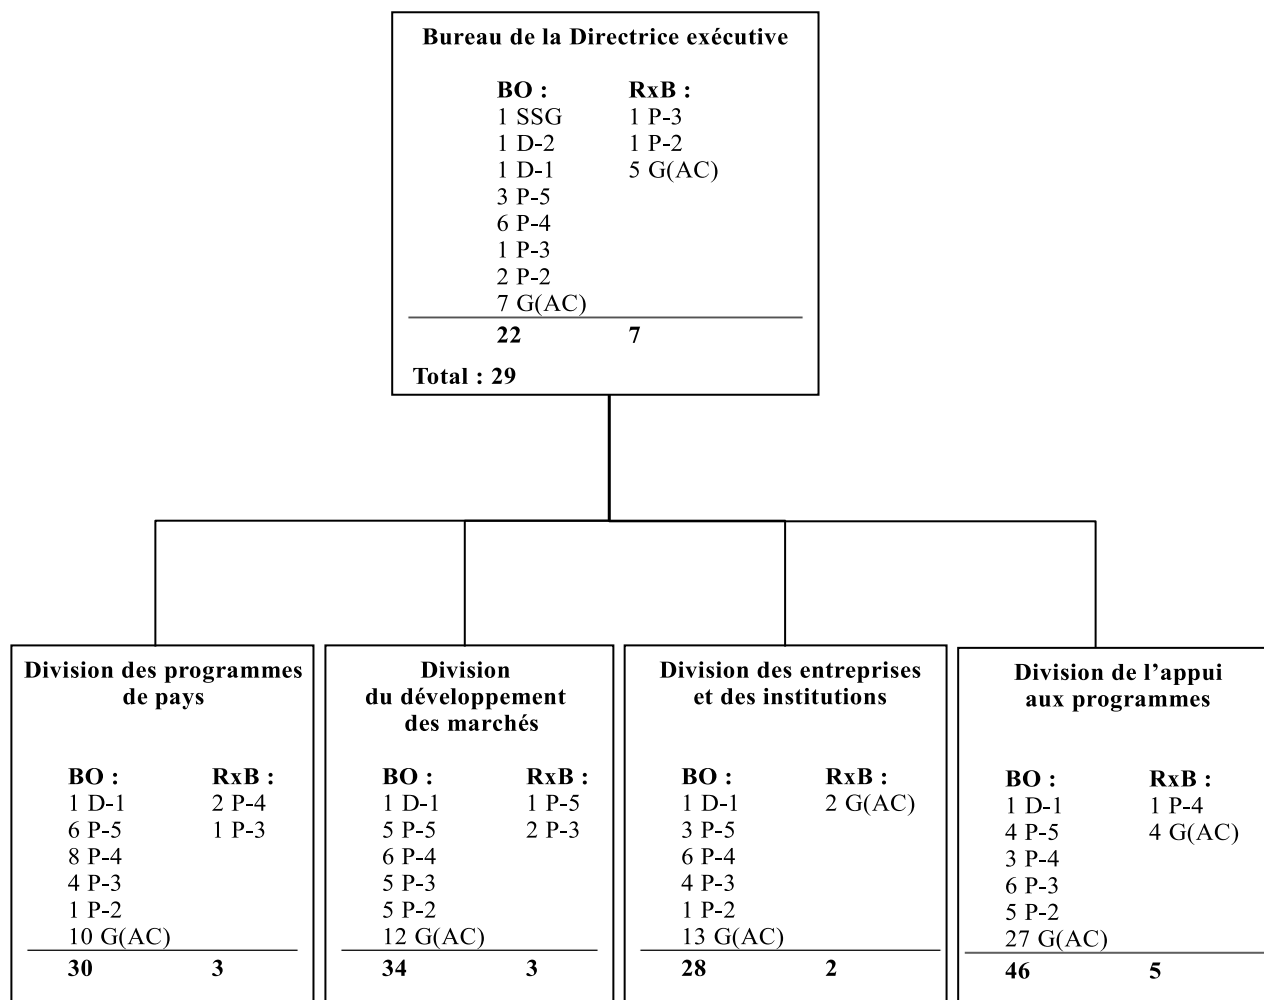 Bureau de la Directrice exécutive
BO : RxB :
1 SSG 1 P-3
1 D-2 1 P-2
1 D-1 5 G(AC)
3 P-5
6 P-4
1 P-3
2 P-2
7 G(AC)
22 7
Total : 29
Division des programmes
de pays
BO : RxB :
1 D-1 2 P-4
6 P-5 1 P-3
8 P-4
4 P-3
1 P-2
10 G(AC)
30 3
Division
du développement
des marchés
BO : RxB :
1 D-1 1 P-5
5 P-5 2 P-3
6 P-4
5 P-3
5 P-2
12 G(AC)
34 3
Division des entreprises
et des institutions
BO : RxB :
1 D-1 2 G(AC)
3 P-5
6 P-4
4 P-3
1 P-2
13 G(AC)
28 2
Division de l’appui
aux programmes
BO : RxB :
1 D-1 1 P-4
4 P-5 4 G(AC)
3 P-4
6 P-3
5 P-2
27 G(AC)
46 5